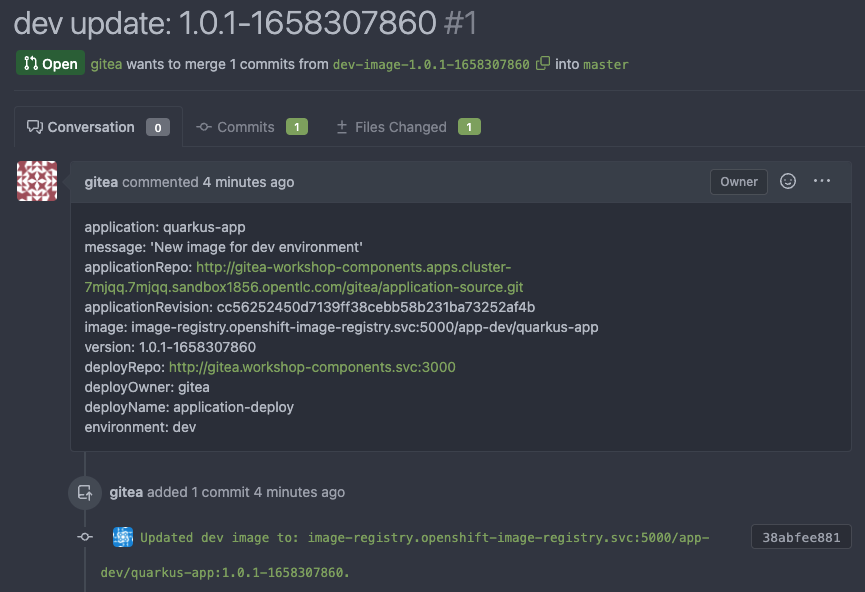 dev update: 1.0.1-1658307860 #1
Open gitea wants to merge 1 commits from dev-image-1.0.1-1658307860 into master
Conversation 0 Commits 1 Files Changed 1
gitea commented 4 minutes ago Owner
application: quarkus-app
message: 'New image for dev environment'
applicationRepo: http://gitea-workshop-components.apps.cluster-
7mjqq.7mjqq.sandbox1856.opentlc.com/gitea/application-source.git
applicationRevision: cc56252450d7139ff38cebb58b231ba73252af4b
image: image-registry.openshift-image-registry.svc:5000/app-dev/quarkus-app
version: 1.0.1-1658307860
deployRepo: http://gitea.workshop-components.svc:3000
deployOwner: gitea
deployName: application-deploy
environment: dev
gitea added 1 commit 4 minutes ago
Updated dev image to: image-registry.openshift-image-registry.svc:5000/app- 38abfee881
dev/quarkus-app:1.0.1-1658307860.